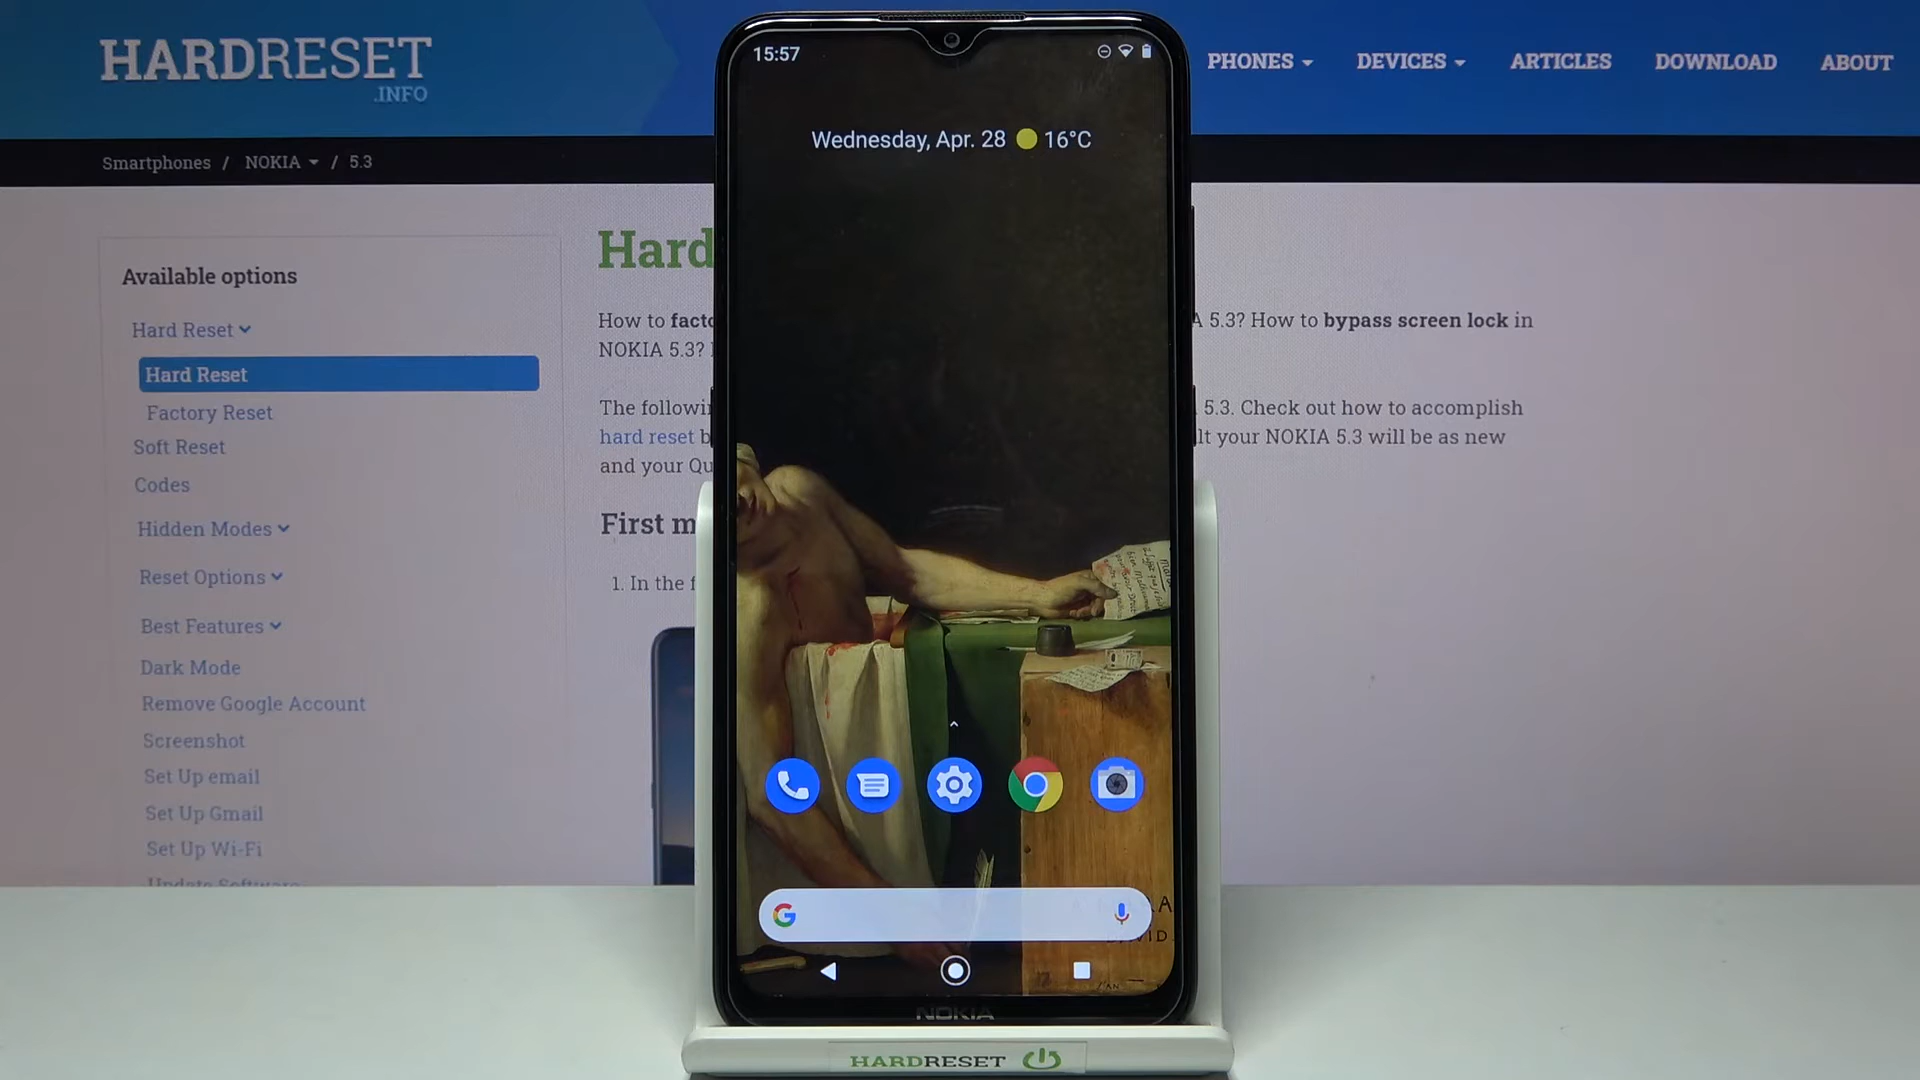 HARDRESET
.INFO
PHONES
DEVICES
ARTICLES
DOWNLOAD
ABOUT
Smartphones / NOKIA / 5.3
Available options
Hard Reset
Hard Reset
Factory Reset
Soft Reset
Codes
Hidden Modes
Reset Options
Best Features
Dark Mode
Remove Google Account
Screenshot
Set Up email
Set Up Gmail
Set Up Wi-Fi
Update Software
Hard
How to facto
5.3? How to bypass screen lock in
NOKIA 5.3?
The followi
5.3. Check out how to accomplish
hard reset b
lt your NOKIA 5.3 will be as new
and your Qu
First m
1. In the f
15:57
Wednesday, Apr. 28 16°C
NOKIA
HARDRESET